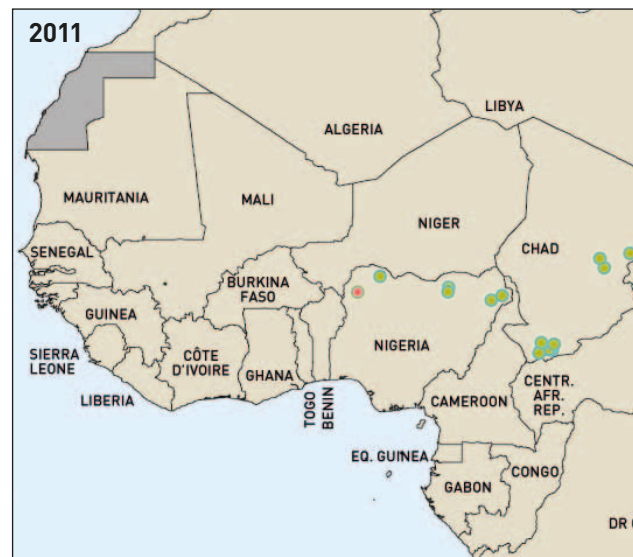 2011
LIBYA
ALGERIA
MAURITANIA
MALI
NIGER
CHAD
SENEGAL
BURKINA
FASO
GUINEA
NIGERIA
SIERRA
LEONE
CÔTE
D'IVOIRE
GHANA
LIBERIA
TOGO
BENIN
CAMEROON
CENTR.
AFR.
REP.
EQ. GUINEA
CONGO
GABON
DR